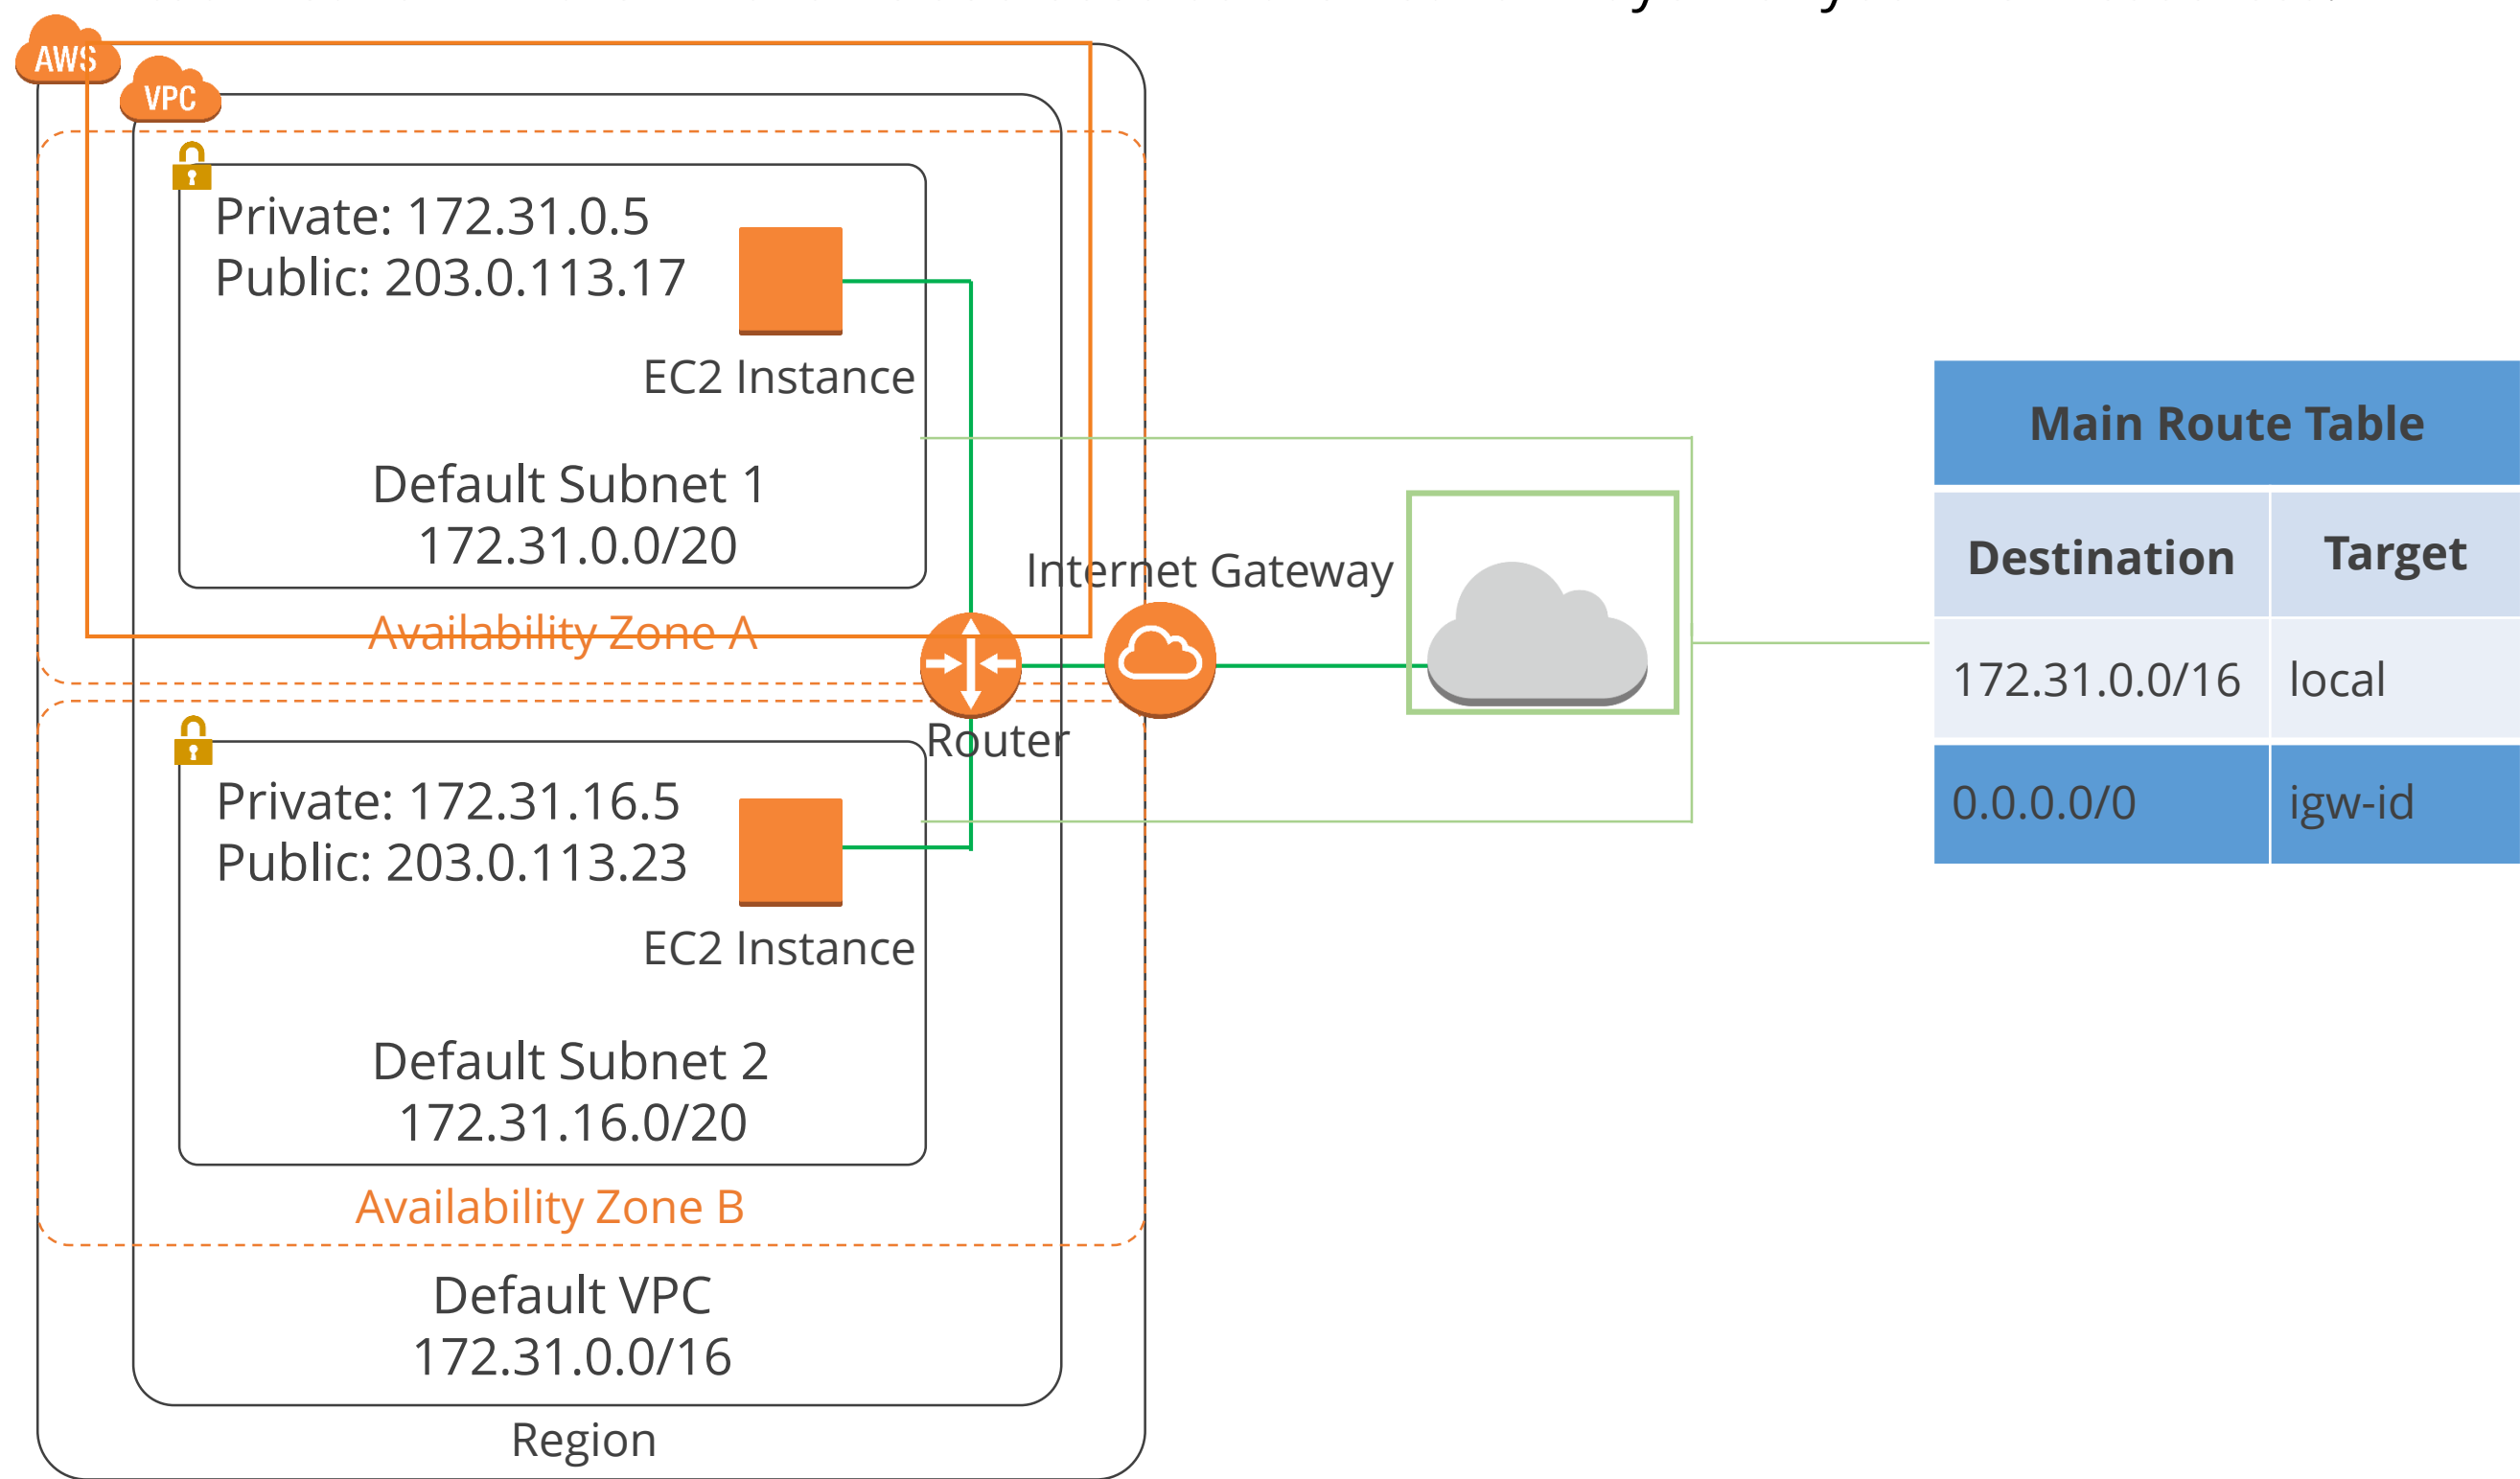 AWS
VPC
Private: 172.31.0.5
Public: 203.0.113.17
EC2 Instance
Default Subnet 1
172.31.0.0/20
Availability Zone A
Internet Gateway
Router
Private: 172.31.16.5
Public: 203.0.113.23
EC2 Instance
Default Subnet 2
172.31.16.0/20
Availability Zone B
Default VPC
172.31.0.0/16
Region
Main Route Table
Destination Target
172.31.0.0/16 local
0.0.0.0/0 igw-id